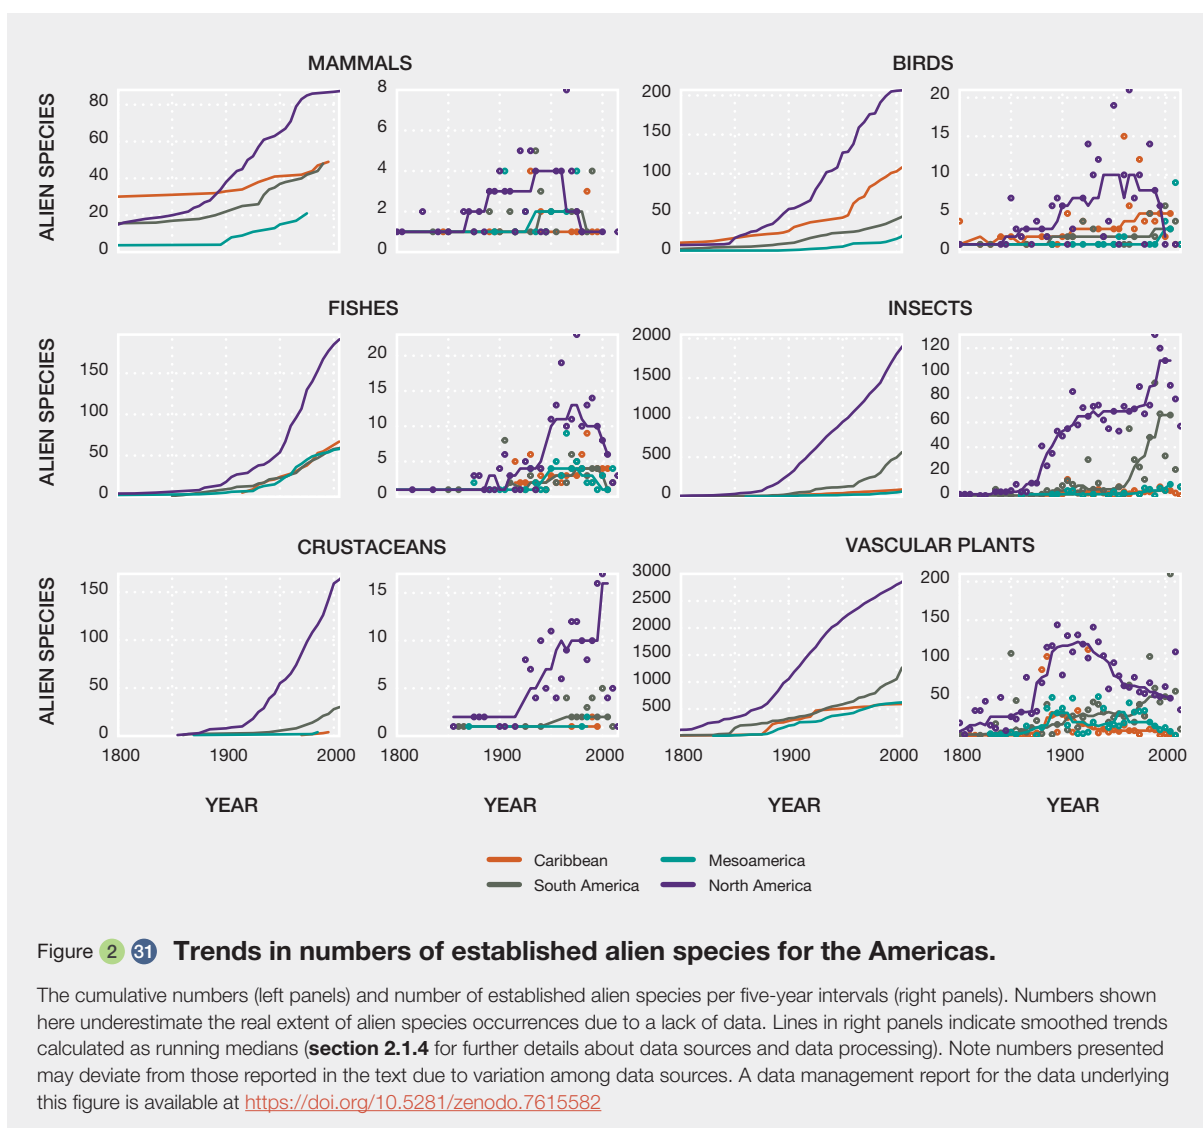 MAMMALS
BIRDS
ALIEN SPECIES
80
60
40
20
0
8
6
4
2
0
200
150
100
50
0
20
15
10
5
0
FISHES
INSECTS
ALIEN SPECIES
150
100
50
0
20
15
10
5
0
2000
1500
1000
500
0
120
100
80
60
40
20
0
CRUSTACEANS
VASCULAR PLANTS
ALIEN SPECIES
150
100
50
0
15
10
5
0
3000
2500
2000
1500
3000
500
0
200
150
100
50
0
1800 1900 2000
1800 1900 2000
1800 1900 2000
1800 1900 2000
YEAR YEAR YEAR YEAR
Caribbean Mesoamerica
South America North America
Figure 2 31 Trends in numbers of established alien species for the Americas.
The cumulative numbers (left panels) and number of established alien species per five-year intervals (right panels). Numbers shown
here underestimate the real extent of alien species occurrences due to a lack of data. Lines in right panels indicate smoothed trends
calculated as running medians (section 2.1.4 for further details about data sources and data processing). Note numbers presented
may deviate from those reported in the text due to variation among data sources. A data management report for the data underlying
this figure is available at https://doi.org/10.5281/zenodo.7615582